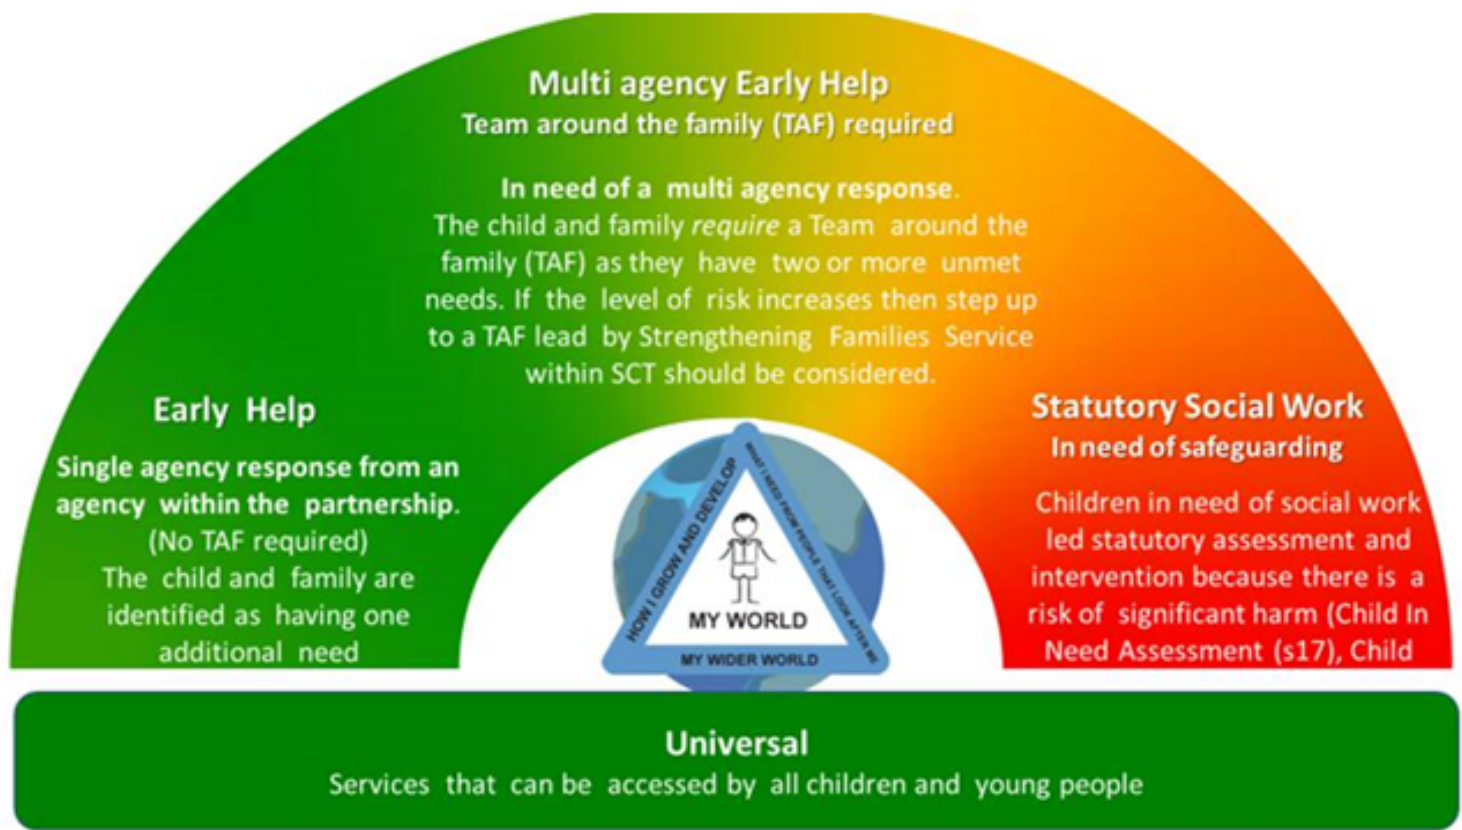 Multi agency Early Help
Team around the family (TAF) required
In need of a multi agency response.
The child and family require a Team around the
family (TAF) as they have two or more unmet
needs. If the level of risk increases then step up
to a TAF lead by Strengthening Families Service
within SCT should be considered.
Early Help
Single agency response from an
agency within the partnership.
(No TAF required)
The child and family are
identified as having one
additional need
HOW I GROW AND DEVELOP
WHAT I NEED FROM PEOPLE THAT LOOK AFTER ME
MY WORLD
MY WIDER WORLD
Statutory Social Work
In need of safeguarding
Children in need of social work
led statutory assessment and
intervention because there is a
risk of significant harm (Child In
Need Assessment (s17), Child
Universal
Services that can be accessed by all children and young people